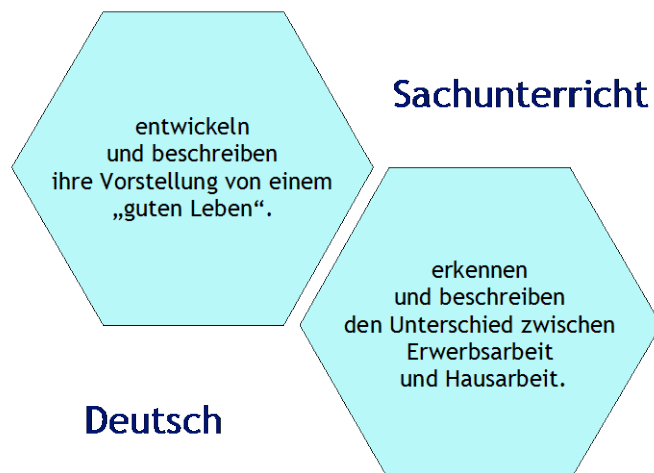 Sachunterricht
entwickeln
und beschreiben
ihre Vorstellung von einem
„guten Leben“.
erkennen
und beschreiben
den Unterschied zwischen
Erwerbsarbeit
und Hausarbeit.
Deutsch